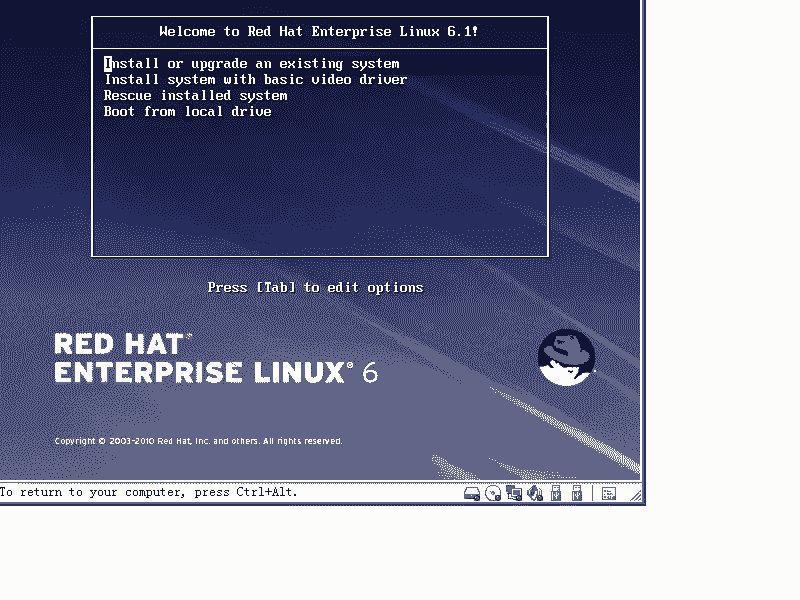 Welcome to Red Hat Enterprise Linux 6.1!
Install or upgrade an existing system
Install system with basic video driver
Rescue installed system
Boot from local drive
Press [Tab] to edit options
RED HAT®
ENTERPRISE LINUX® 6
Copyright © 2003-2010 Red Hat, Inc. and others. All rights reserved.
To return to your computer, press Ctrl+Alt.